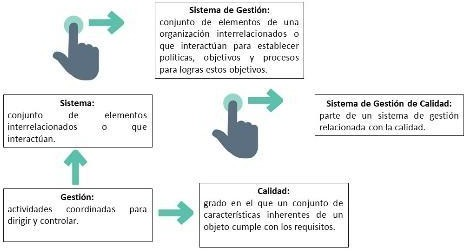 Sistema de Gestión:
conjunto de elementos de una
organización interrelacionados o
que interactúan para establecer
políticas, objetivos y procesos
para logras estos objetivos.
Sistema:
conjunto de elementos
interrelacionados o que
interactúan.
Sistema de Gestión de Calidad:
parte de un sistema de gestión
relacionada con la calidad.
Gestión:
actividades coordinadas para
dirigir y controlar.
Calidad:
grado en el que un conjunto de
características inherentes de un
objeto cumple con los requisitos.